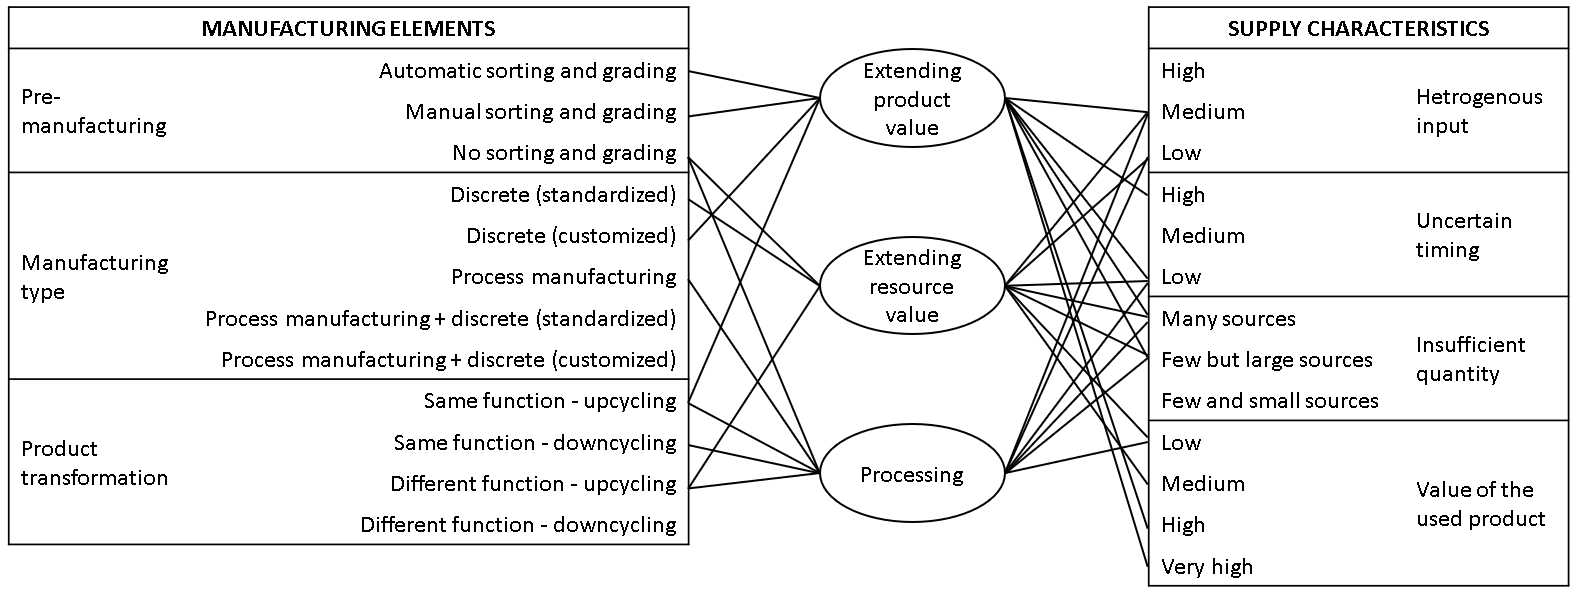 MANUFACTURING ELEMENTS
Pre-
manufacturing
Automatic sorting and grading
Manual sorting and grading
No sorting and grading
Manufacturing
type
Discrete (standardized)
Discrete (customized)
Process manufacturing
Process manufacturing + discrete (standardized)
Process manufacturing + discrete (customized)
Product
transformation
Same function - upcycling
Same function - downcycling
Different function - upcycling
Different function - downcycling
Extending
product
value
Extending
resource
value
Processing
SUPPLY CHARACTERISTICS
High
Medium
Low
Hetrogenous
input
High
Medium
Low
Uncertain
timing
Many sources
Few but large sources
Few and small sources
Insufficient
quantity
Low
Medium
High
Very high
Value of the
used product